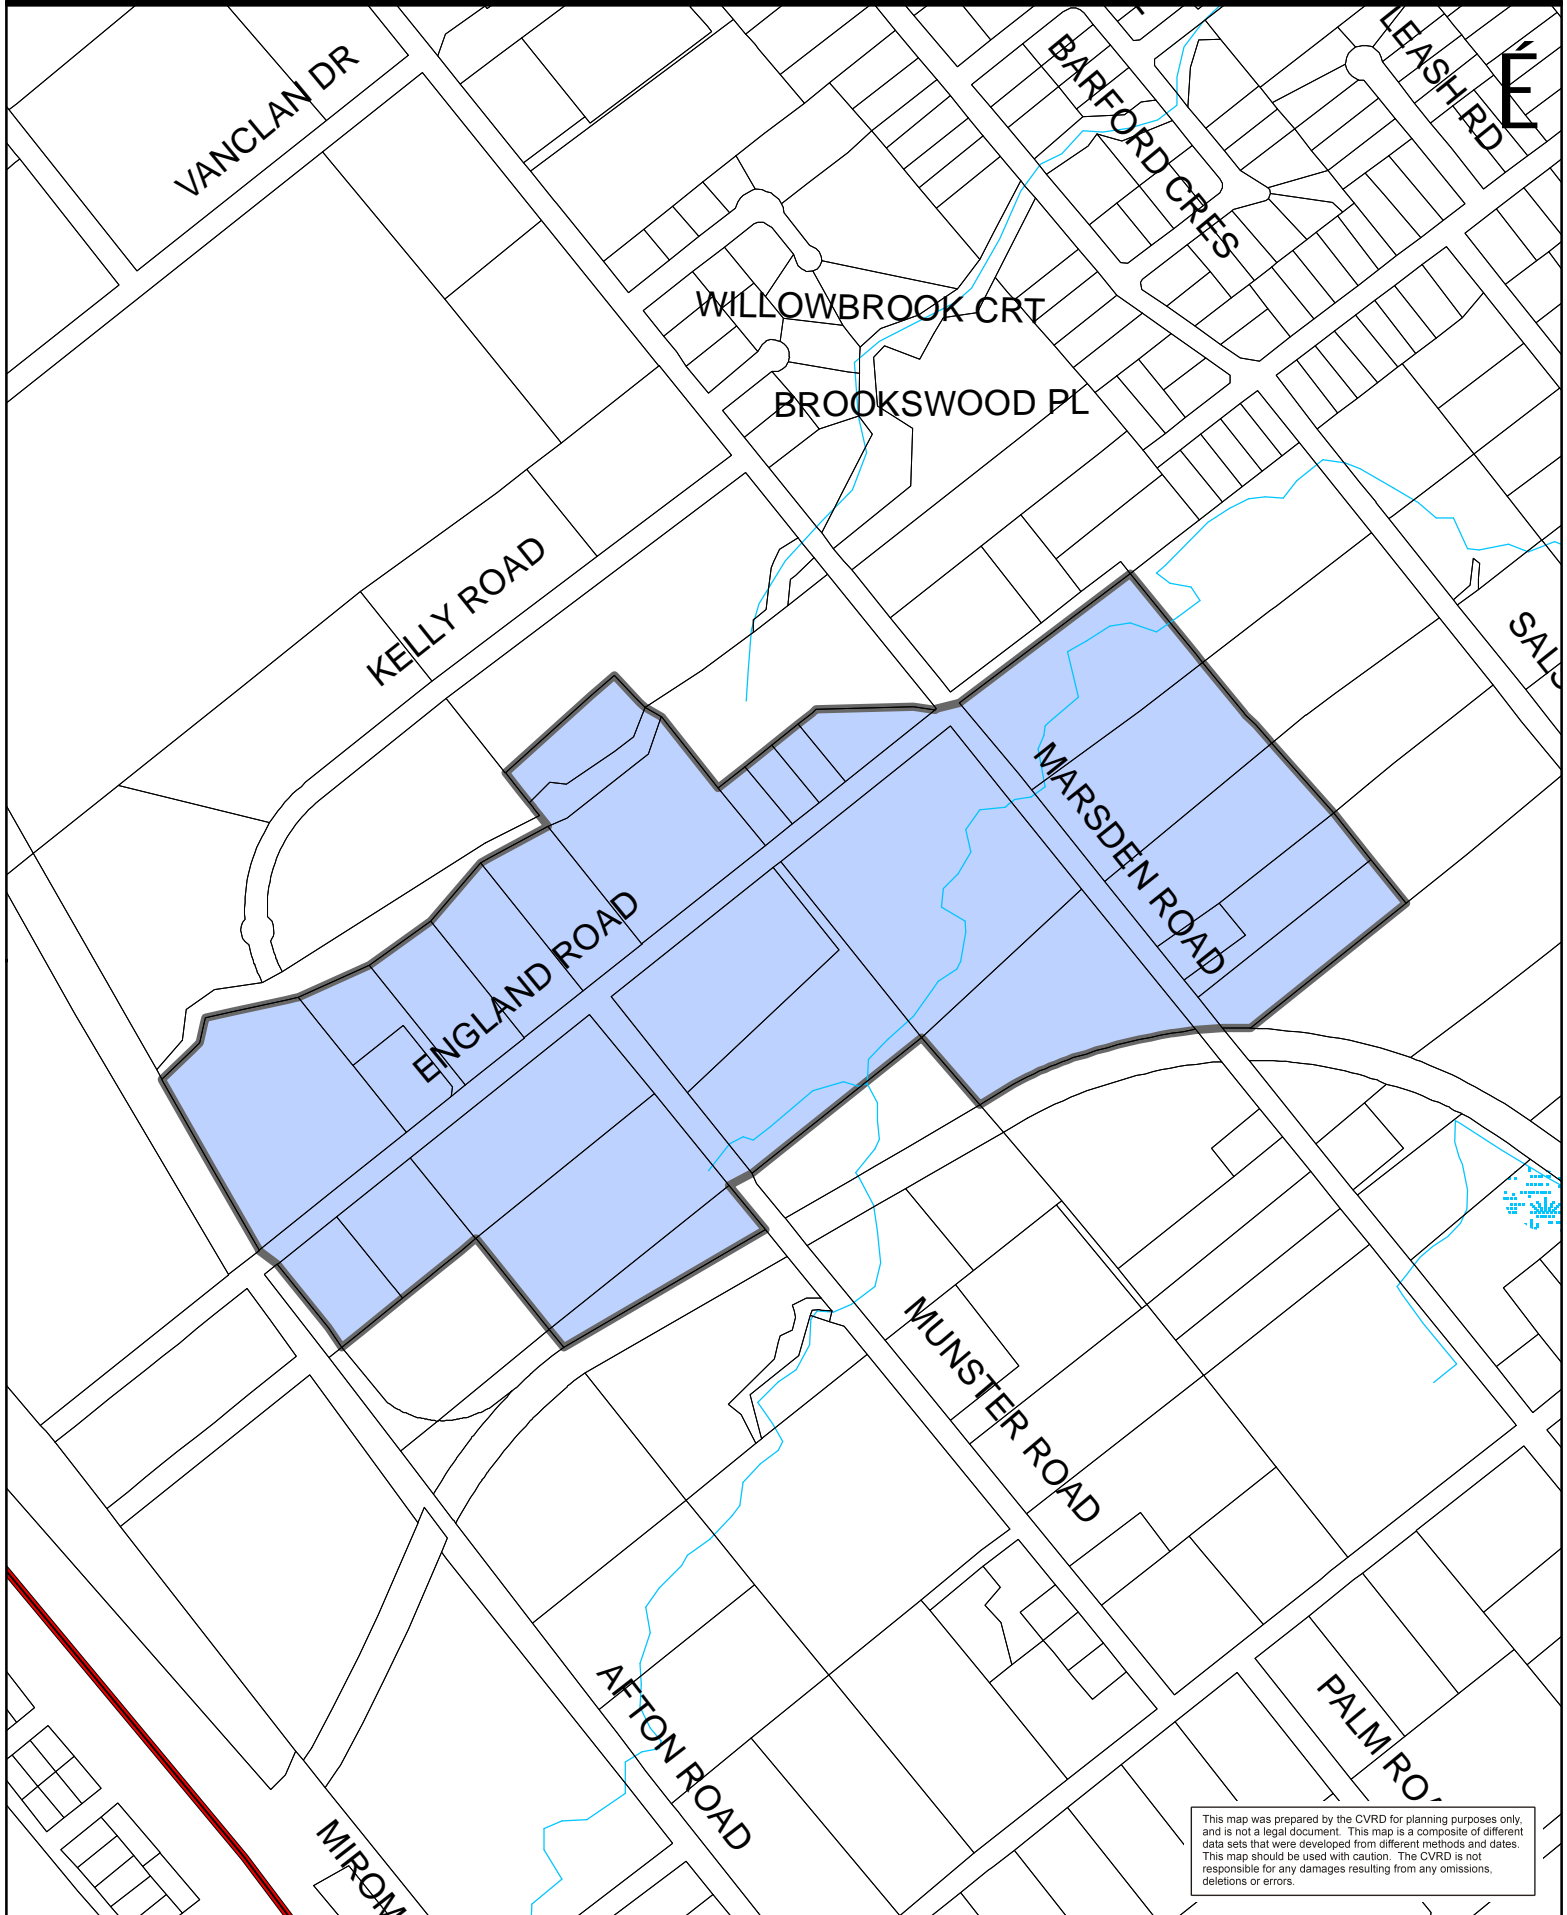 VANCLAN DR
BARFORD CRES
LEASH RD
É
WILLOWBROOK CRT
BROOKSWOOD PL
KELLY ROAD
MARSDEN ROAD
ENGLAND ROAD
MUNSTER ROAD
AFTON ROAD
This map was prepared by the CVRD for planning purposes only,
and is not a legal document. This map is a composite of different
data sets that were developed from different methods and dates.
This map should be used with caution. The CVRD is not
responsible for any damages resulting from any omissions,
deletions or errors.
PALM